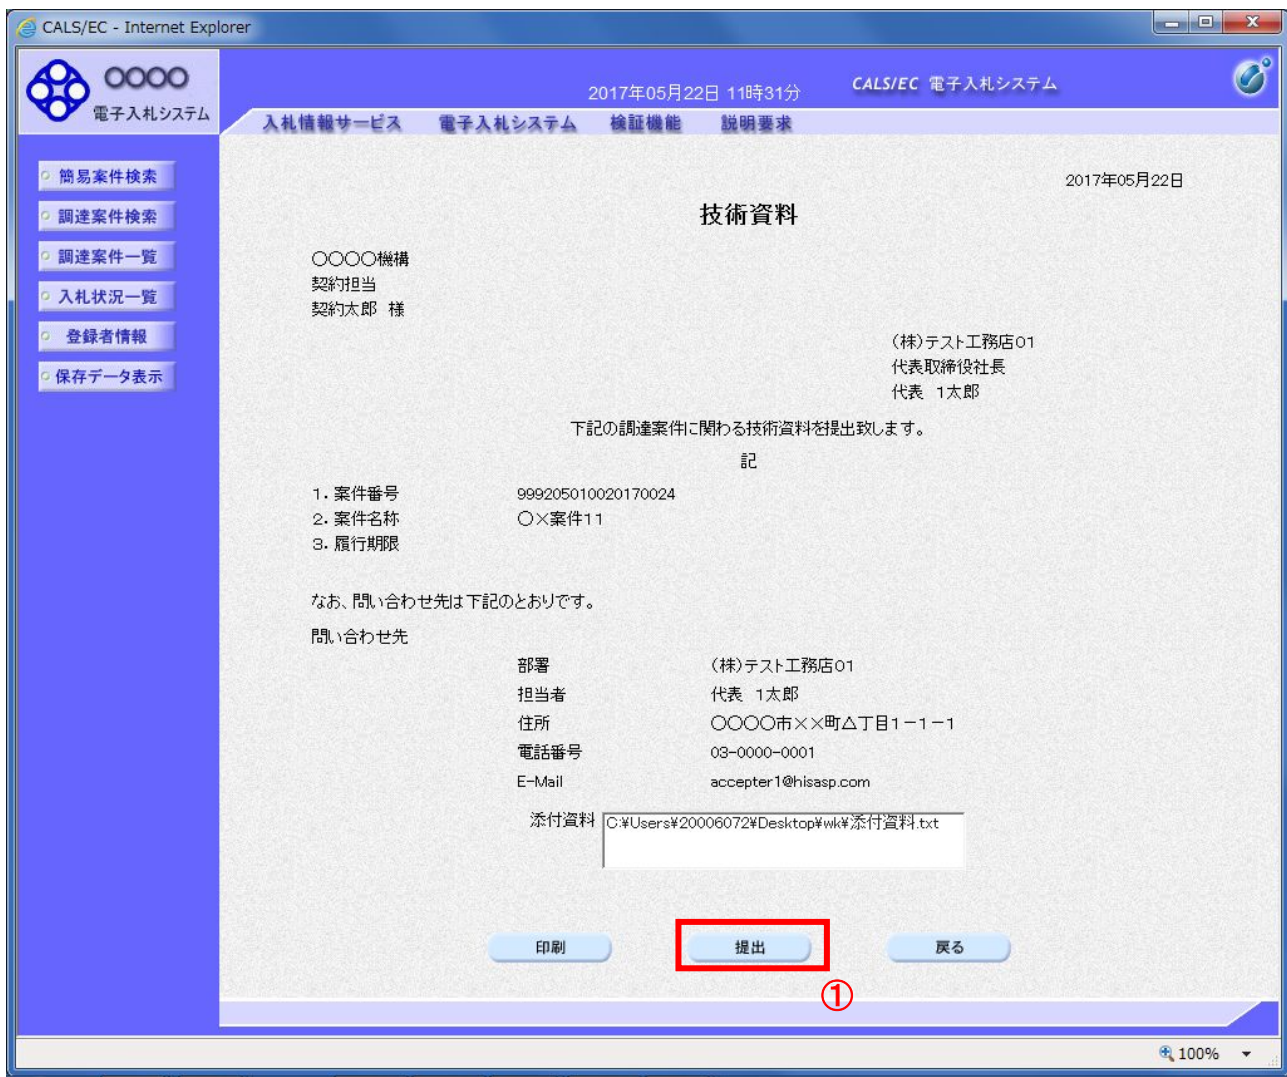 CALS/EC - Internet Explorer
○○○○
電子入札システム
2017年05月22日 11時31分
CALS/EC 電子入札システム
入札情報サービス 電子入札システム 検証機能 説明要求
簡易案件検索
調達案件検索
調達案件一覧
入札状況一覧
登録者情報
保存データ表示
2017年05月22日
技術資料
○○○○機構
契約担当
契約太郎 様
(株)テスト工務店01
代表取締役社長
代表 1太郎
下記の調達案件に関わる技術資料を提出致します。
記
1.案件番号 999205010020170024
2.案件名称 ○×案件11
3.履行期限
なお、問い合わせ先は下記のとおりです。
問い合わせ先
部署 (株)テスト工務店01
担当者 代表 1太郎
住所 ○○○○市××町△丁目1-1-1
電話番号 03-0000-0001
E-Mail accepter1@hisasp.com
添付資料 C:¥Users¥20006072¥Desktop¥wk¥添付資料.txt
印刷 提出 戻る
①
100%